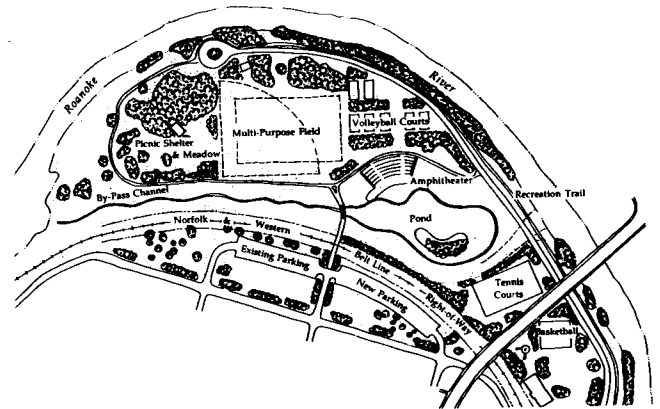 Roanoke
River
Multi-Purpose Field
Volleyball Courts
Picnic Shelter
& Meadow
Amphitheater
By-Pass Channel
Recreation Trail
Pond
Norfolk & Western Belt Line Right-of-Way
Existing Parking
New Parking
Tennis
Courts
Basketball